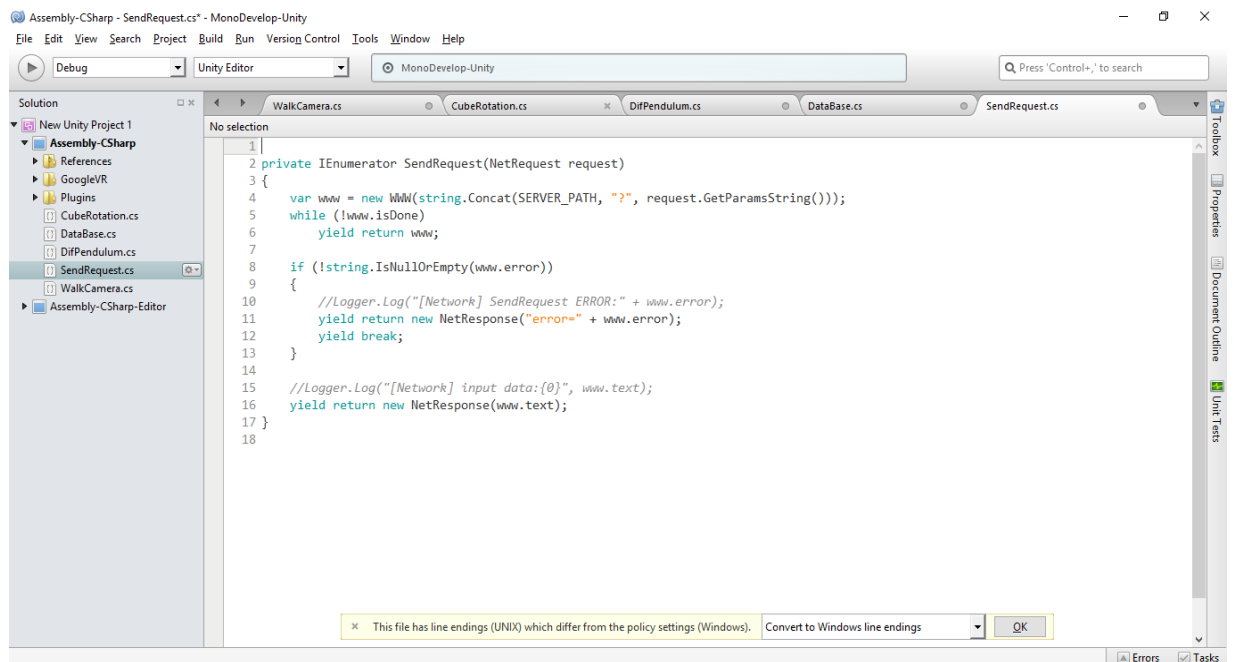 Assembly-CSharp - SendRequest.cs* - MonoDevelop-Unity
File Edit View Search Project Build Run Version Control Tools Window Help
Debug Unity Editor MonoDevelop-Unity Press 'Control+,' to search
Solution
New Unity Project 1
Assembly-CSharp
References
GoogleVR
Plugins
CubeRotation.cs
DataBase.cs
DifPendulum.cs
SendRequest.cs
WalkCamera.cs
Assembly-CSharp-Editor
WalkCamera.cs CubeRotation.cs DifPendulum.cs DataBase.cs SendRequest.cs
No selection
1
2 private IEnumerator SendRequest(NetRequest request)
3 {
4     var www = new WWW(string.Concat(SERVER_PATH, "?", request.GetParamsString()));
5     while (!www.isDone)
6         yield return www;
7
8     if (!string.IsNullOrEmpty(www.error))
9     {
10         //Logger.Log("[Network] SendRequest ERROR:" + www.error);
11         yield return new NetResponse("error=" + www.error);
12         yield break;
13     }
14
15     //Logger.Log("[Network] input data:{0}", www.text);
16     yield return new NetResponse(www.text);
17 }
18
This file has line endings (UNIX) which differ from the policy settings (Windows). Convert to Windows line endings OK
Toolbox
Properties
Document Outline
Unit Tests
Errors Tasks